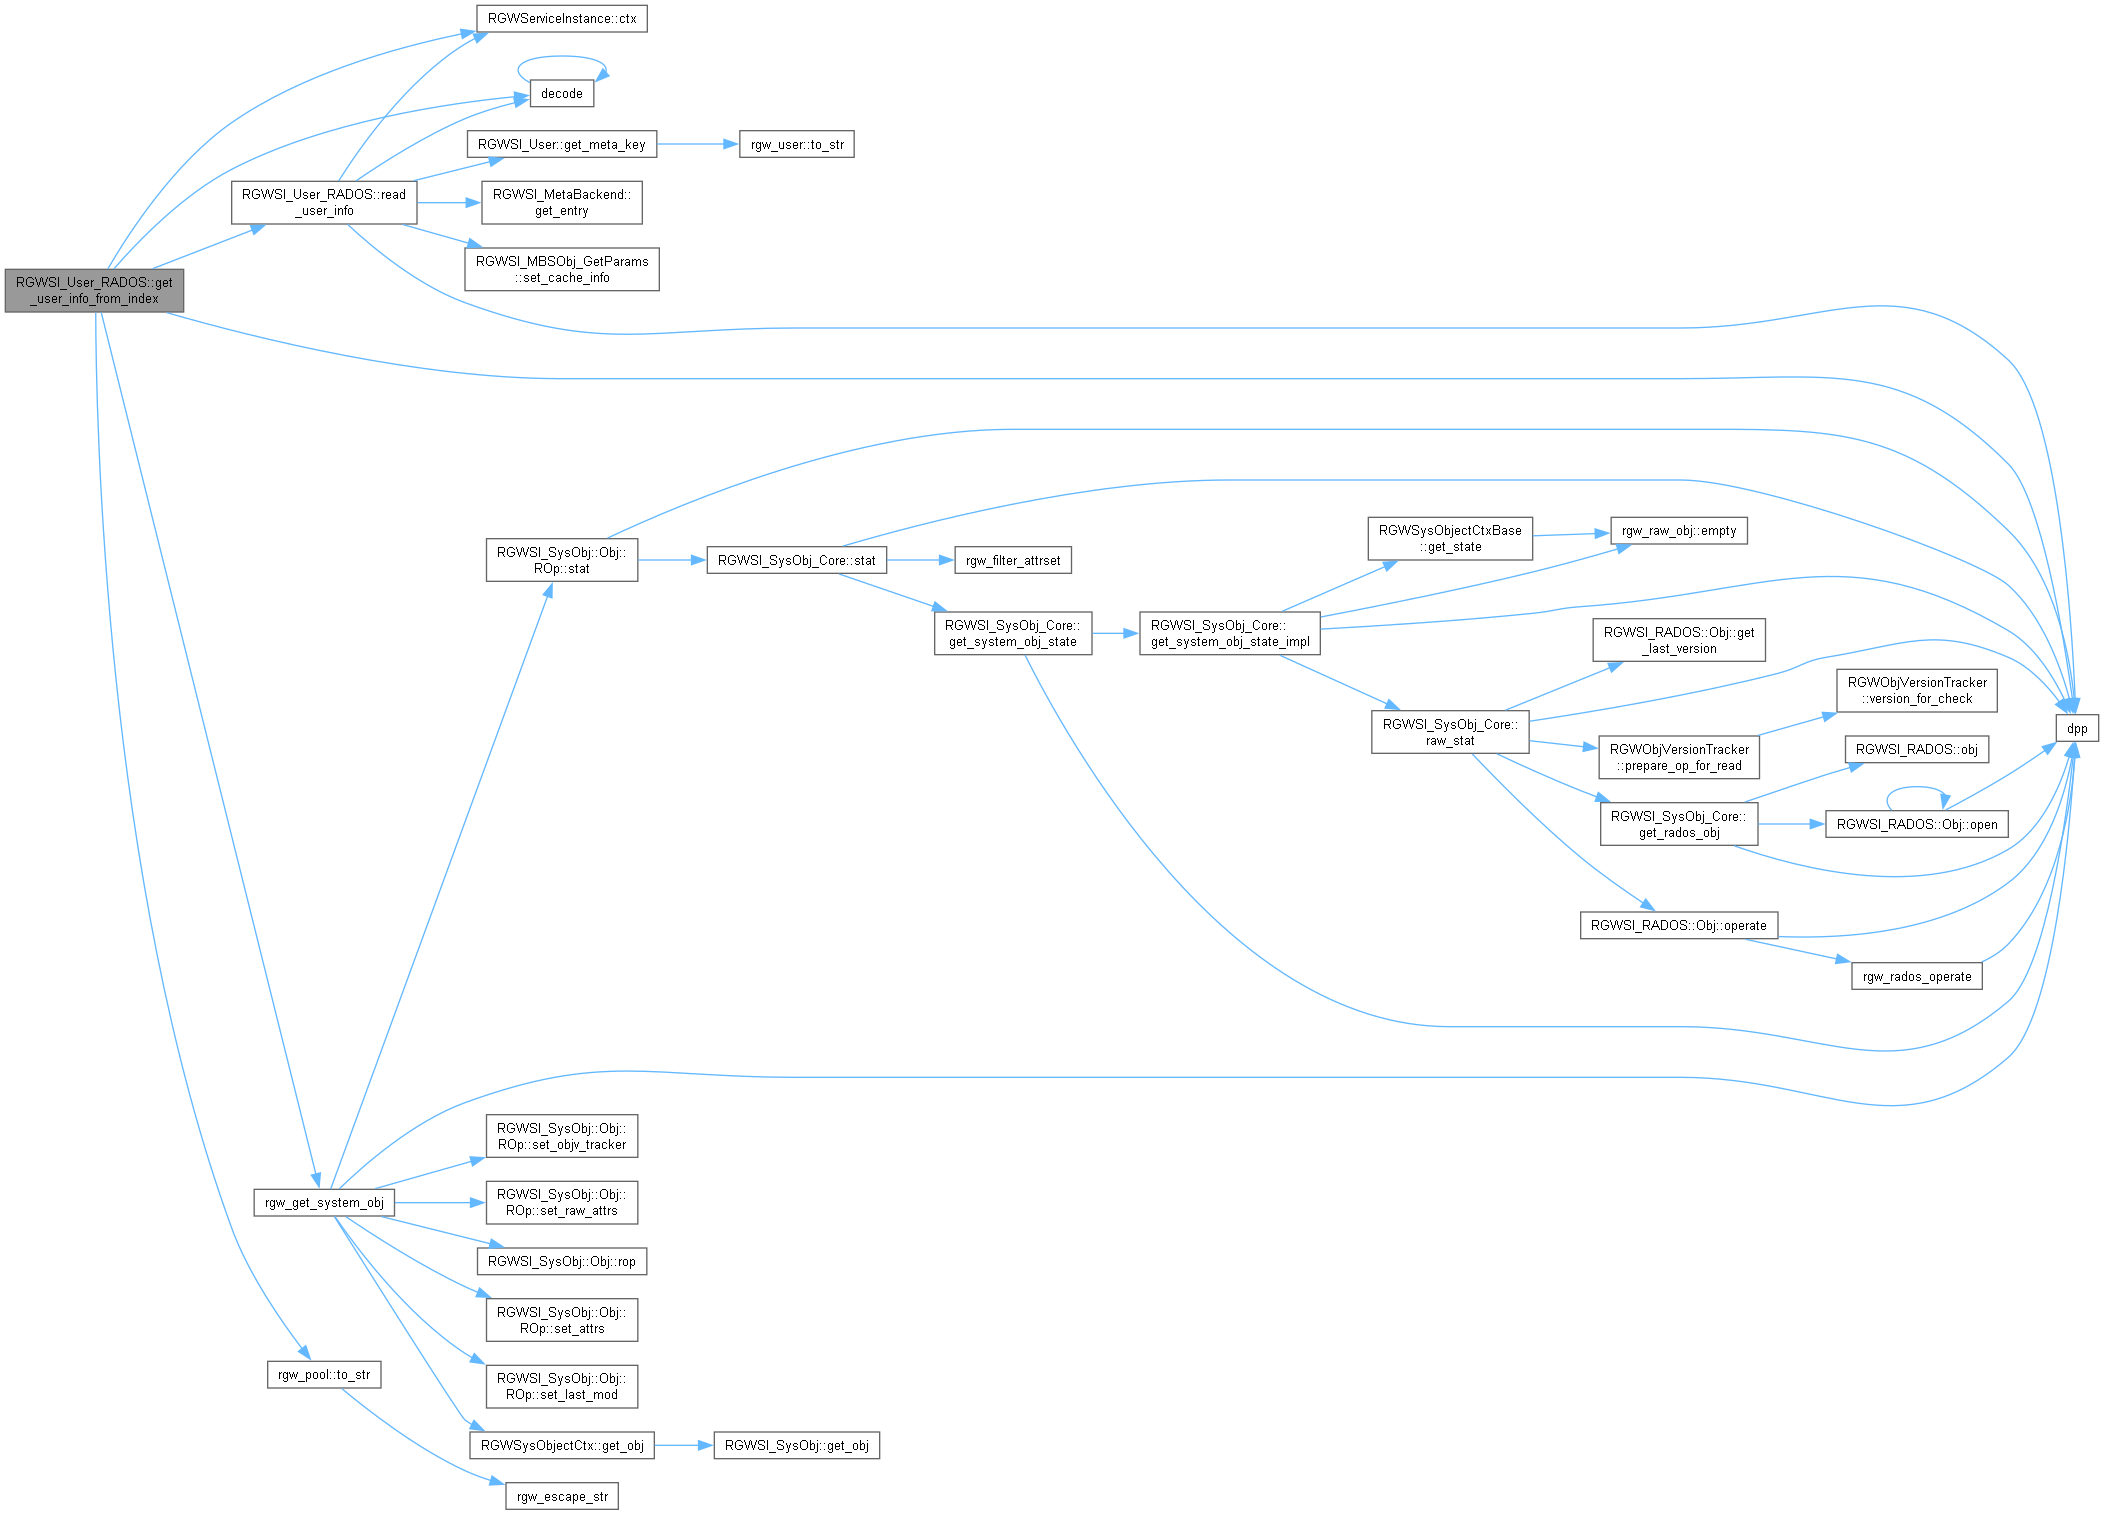 RGWServiceInstance::ctx
decode
RGWSI_User::get_meta_key
rgw_user::to_str
RGWSI_User_RADOS::read
_user_info
RGWSI_MetaBackend::
get_entry
RGWSI_MBSObj_GetParams
::set_cache_info
RGWSI_User_RADOS::get
_user_info_from_index
RGWSI_SysObj::Obj::
ROp::stat
RGWSI_SysObj_Core::stat
rgw_filter_attrset
RGWSysObjectCtxBase
::get_state
rgw_raw_obj::empty
RGWSI_SysObj_Core::
get_system_obj_state
RGWSI_SysObj_Core::
get_system_obj_state_impl
RGWSI_RADOS::Obj::get
_last_version
RGWObjVersionTracker
::version_for_check
RGWSI_SysObj_Core::
raw_stat
dpp
RGWObjVersionTracker
::prepare_op_for_read
RGWSI_RADOS::obj
RGWSI_SysObj_Core::
get_rados_obj
RGWSI_RADOS::Obj::open
RGWSI_RADOS::Obj::operate
rgw_rados_operate
RGWSI_SysObj::Obj::
ROp::set_objv_tracker
rgw_get_system_obj
RGWSI_SysObj::Obj::
ROp::set_raw_attrs
RGWSI_SysObj::Obj::rop
RGWSI_SysObj::Obj::
ROp::set_attrs
rgw_pool::to_str
RGWSI_SysObj::Obj::
ROp::set_last_mod
RGWSysObjectCtx::get_obj
RGWSI_SysObj::get_obj
rgw_escape_str